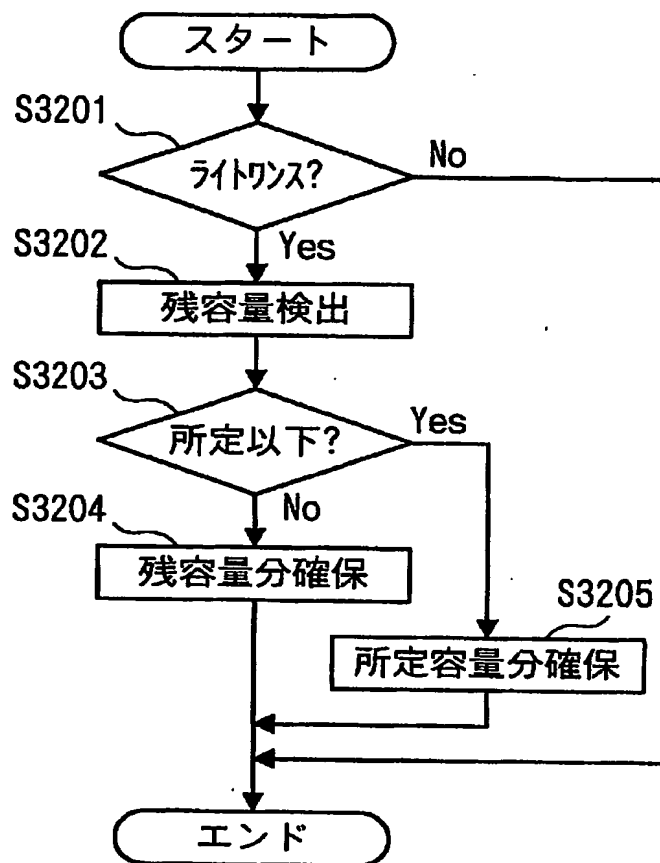 スタート
S3201
ライトワンス?
No
Yes
S3202
残容量検出
S3203
所定以下?
Yes
No
S3204
残容量分確保
S3205
所定容量分確保
エンド